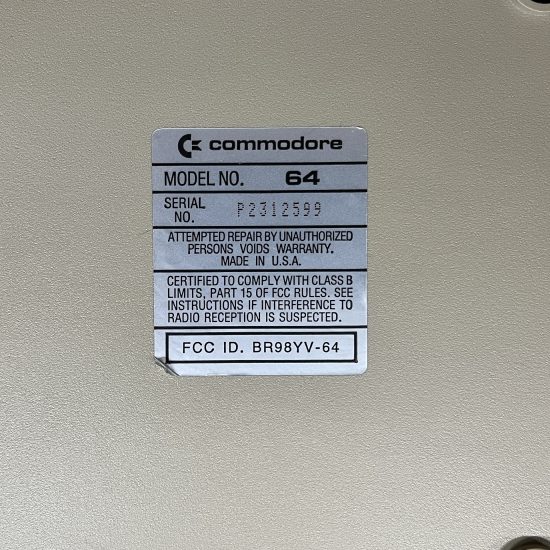 commodore
MODEL NO. 64
SERIAL NO. P2312599
ATTEMPTED REPAIR BY UNAUTHORIZED
PERSONS VOIDS WARRANTY.
MADE IN U.S.A.
CERTIFIED TO COMPLY WITH CLASS B
LIMITS, PART 15 OF FCC RULES. SEE
INSTRUCTIONS IF INTERFERENCE TO
RADIO RECEPTION IS SUSPECTED.
FCC ID. BR98YV-64